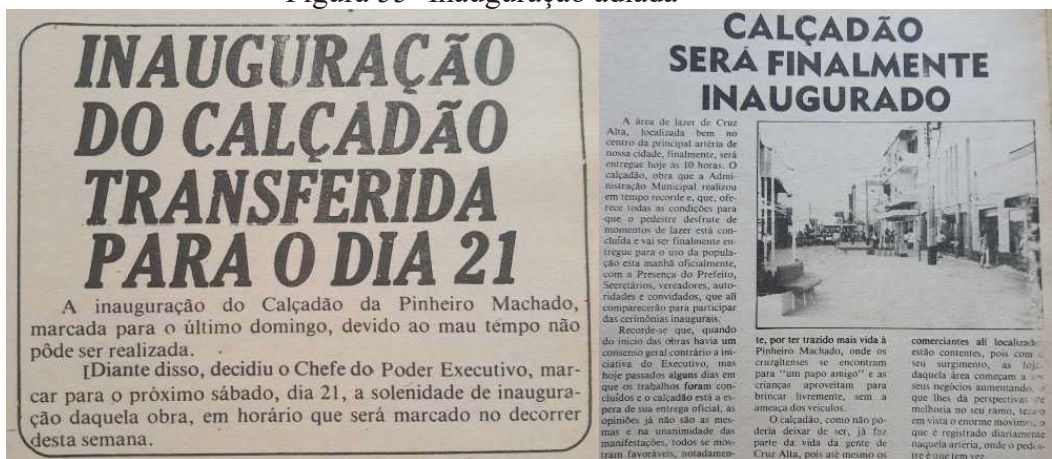 Figura 33- Inauguração adiada
INAUGURAÇÃO
DO CALÇADÃO
TRANSFERIDA
PARA O DIA 21
A inauguração do Calçadão da Pinheiro Machado,
marcada para o último domingo, devido ao mau tempo não
pôde ser realizada.
[Diante disso, decidiu o Chefe do Poder Executivo, mar-
car para o próximo sábado, dia 21, a solenidade de inaugura-
ção daquela obra, em horário que será marcado no decorrer
desta semana.
CALÇADÃO
SERÁ FINALMENTE
INAUGURADO
A área de lazer de Cruz
Alta, localizada bem no
centro da principal artéria de
nossa cidade, finalmente, será
entregue hoje às 10 horas. O
calçadão, obra que a Admi-
nistração Municipal realizou
em tempo recorde e, que, ofe-
rece todas as condições para
que o pedestre desfrute de
momentos de lazer está con-
cluída e vai ser finalmente en-
tregue para o uso da popula-
ção esta manhã oficialmente,
com a Presença do Prefeito,
Secretários, vereadores, auto-
ridades e convidados, que alí
comparecerão para participar
das cerimônias inaugurais.
Recorde-se que, quando
do início das obras havia um
consenso geral contrário a ini-
ciativa do Executivo, mas
hoje passados alguns dias em
que os trabalhos foram con-
cluídos e o calçadão está a es-
pera de sua entrega oficial, as
opiniões já não são as mes-
mas e na unanimidade das
manifestações, todos se mos-
tram favoráveis, notadamen-
te, por ter trazido mais vida à
Pinheiro Machado, onde os
cruzaltenses se encontram
para "um papo amigo" e as
crianças aproveitam para
brincar livremente, sem a
ameaça dos veículos.
O calçadão, como não po-
deria deixar de ser, já faz
parte da vida da gente de
Cruz Alta, pois até mesmo os
comerciantes alí localizados
estão contentes, pois com o
seu surgimento, as lojas
daquela área começam a ver
seus negócios aumentando, o
que lhes dá perspectivas de
melhoria no seu ramo, tendo
em vista o enorme movimento
que é registrado diariamente
naquela artéria, onde o pedes-
tre é que tem vez.